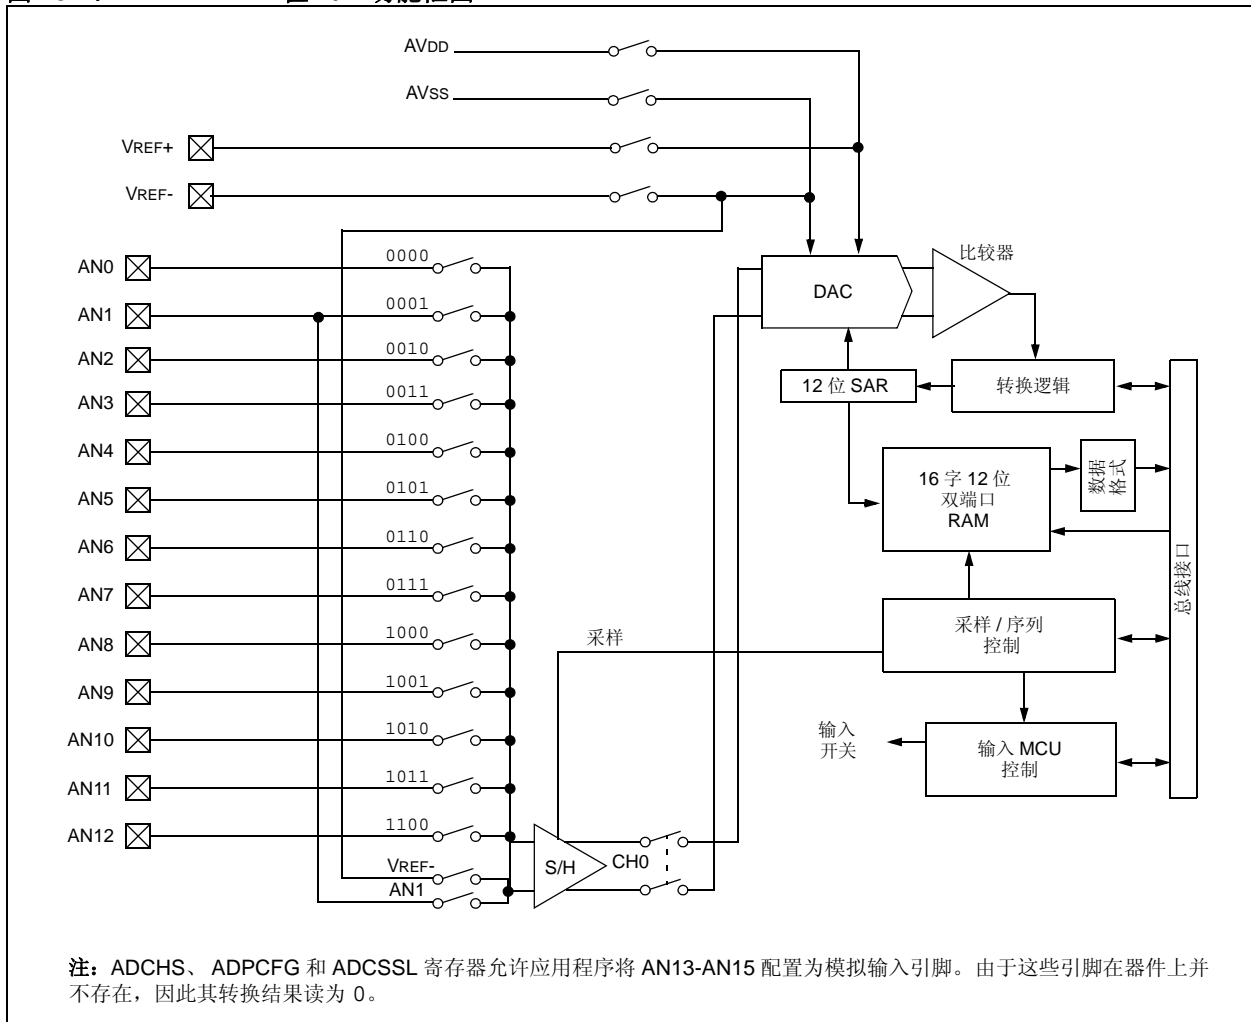 AVDD
AVSS
VREF+
VREF-
AN0 0000
AN1 0001
AN2 0010
AN3 0011
AN4 0100
AN5 0101
AN6 0110
AN7 0111
AN8 1000
AN9 1001
AN10 1010
AN11 1011
AN12 1100
VREF-
AN1
S/H
CH0
采样
DAC
比较器
12 位 SAR
转换逻辑
16 字 12 位
双端口
RAM
数据
格式
总线接口
采样 / 序列
控制
输入
开关
输入 MCU
控制
注：ADCHS、 ADPCFG 和 ADCSSL 寄存器允许应用程序将 AN13-AN15 配置为模拟输入引脚。由于这些引脚在器件上并
不存在，因此其转换结果读为 0。